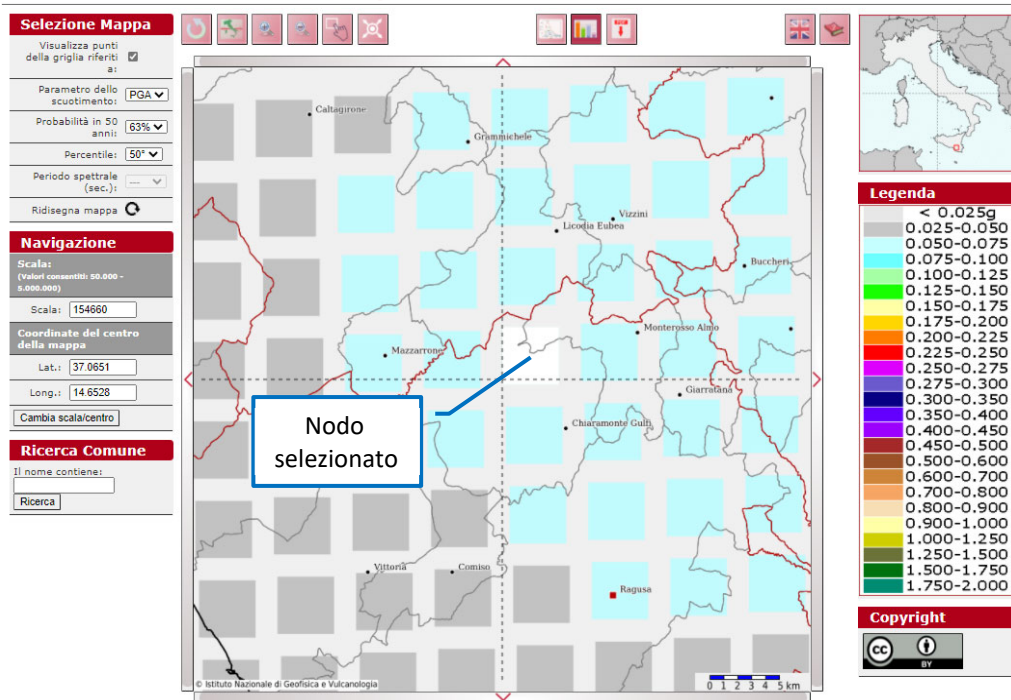 Selezione Mappa
Visualizza punti
della griglia riferiti
a:
Parametro dello
scuotimento:
PGA
Probabilità in 50
anni:
63%
Percentile:
50°
Periodo spettrale
(sec.):
---
Ridisegna mappa
Navigazione
Scala:
(Valori consentiti: 50.000 -
5.000.000)
Scala:
154660
Coordinate del centro
della mappa
Lat.:
37.0651
Long.:
14.6528
Cambia scala/centro
Ricerca Comune
Il nome contiene:
Ricerca
Caltagirone
Grammichele
Vizzini
Licodia Eubea
Buccheri
Monterosso Almo
Mazzarrone
Giarratana
Chiaramonte Gulfi
Nodo
selezionato
Vittoria
Comiso
Ragusa
© Istituto Nazionale di Geofisica e Vulcanologia
0 1 2 3 4 5 km
Legenda
< 0.025g
0.025-0.050
0.050-0.075
0.075-0.100
0.100-0.125
0.125-0.150
0.150-0.175
0.175-0.200
0.200-0.225
0.225-0.250
0.250-0.275
0.275-0.300
0.300-0.350
0.350-0.400
0.400-0.450
0.450-0.500
0.500-0.600
0.600-0.700
0.700-0.800
0.800-0.900
0.900-1.000
1.000-1.250
1.250-1.500
1.500-1.750
1.750-2.000
Copyright
cc
BY